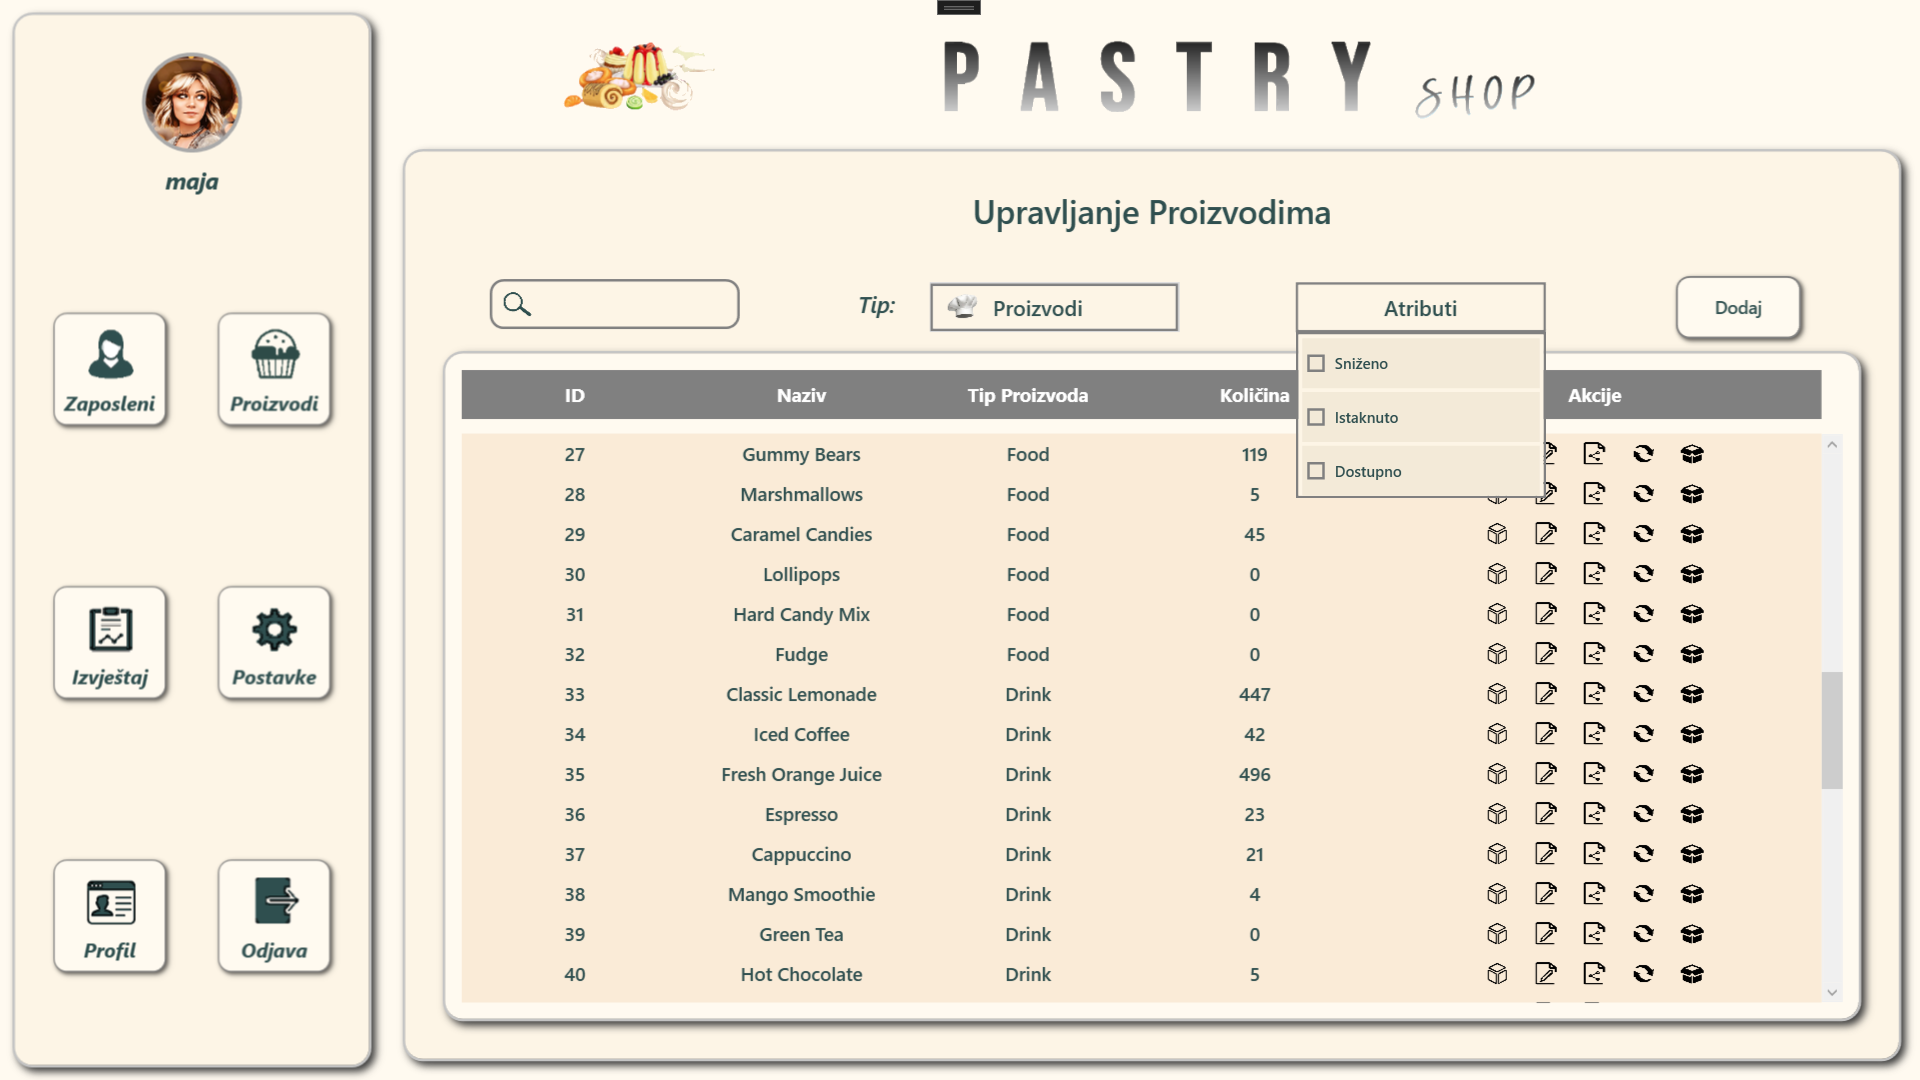 PASTRY SHOP
maja
Zaposleni
Proizvodi
Izvještaj
Postavke
Profil
Odjava
Upravljanje Proizvodima
Tip:
Proizvodi
Atributi
Dodaj
Sniženo
Istaknuto
Dostupno
ID Naziv Tip Proizvoda Količina Akcije
27 Gummy Bears Food 119
28 Marshmallows Food 5
29 Caramel Candies Food 45
30 Lollipops Food 0
31 Hard Candy Mix Food 0
32 Fudge Food 0
33 Classic Lemonade Drink 447
34 Iced Coffee Drink 42
35 Fresh Orange Juice Drink 496
36 Espresso Drink 23
37 Cappuccino Drink 21
38 Mango Smoothie Drink 4
39 Green Tea Drink 0
40 Hot Chocolate Drink 5